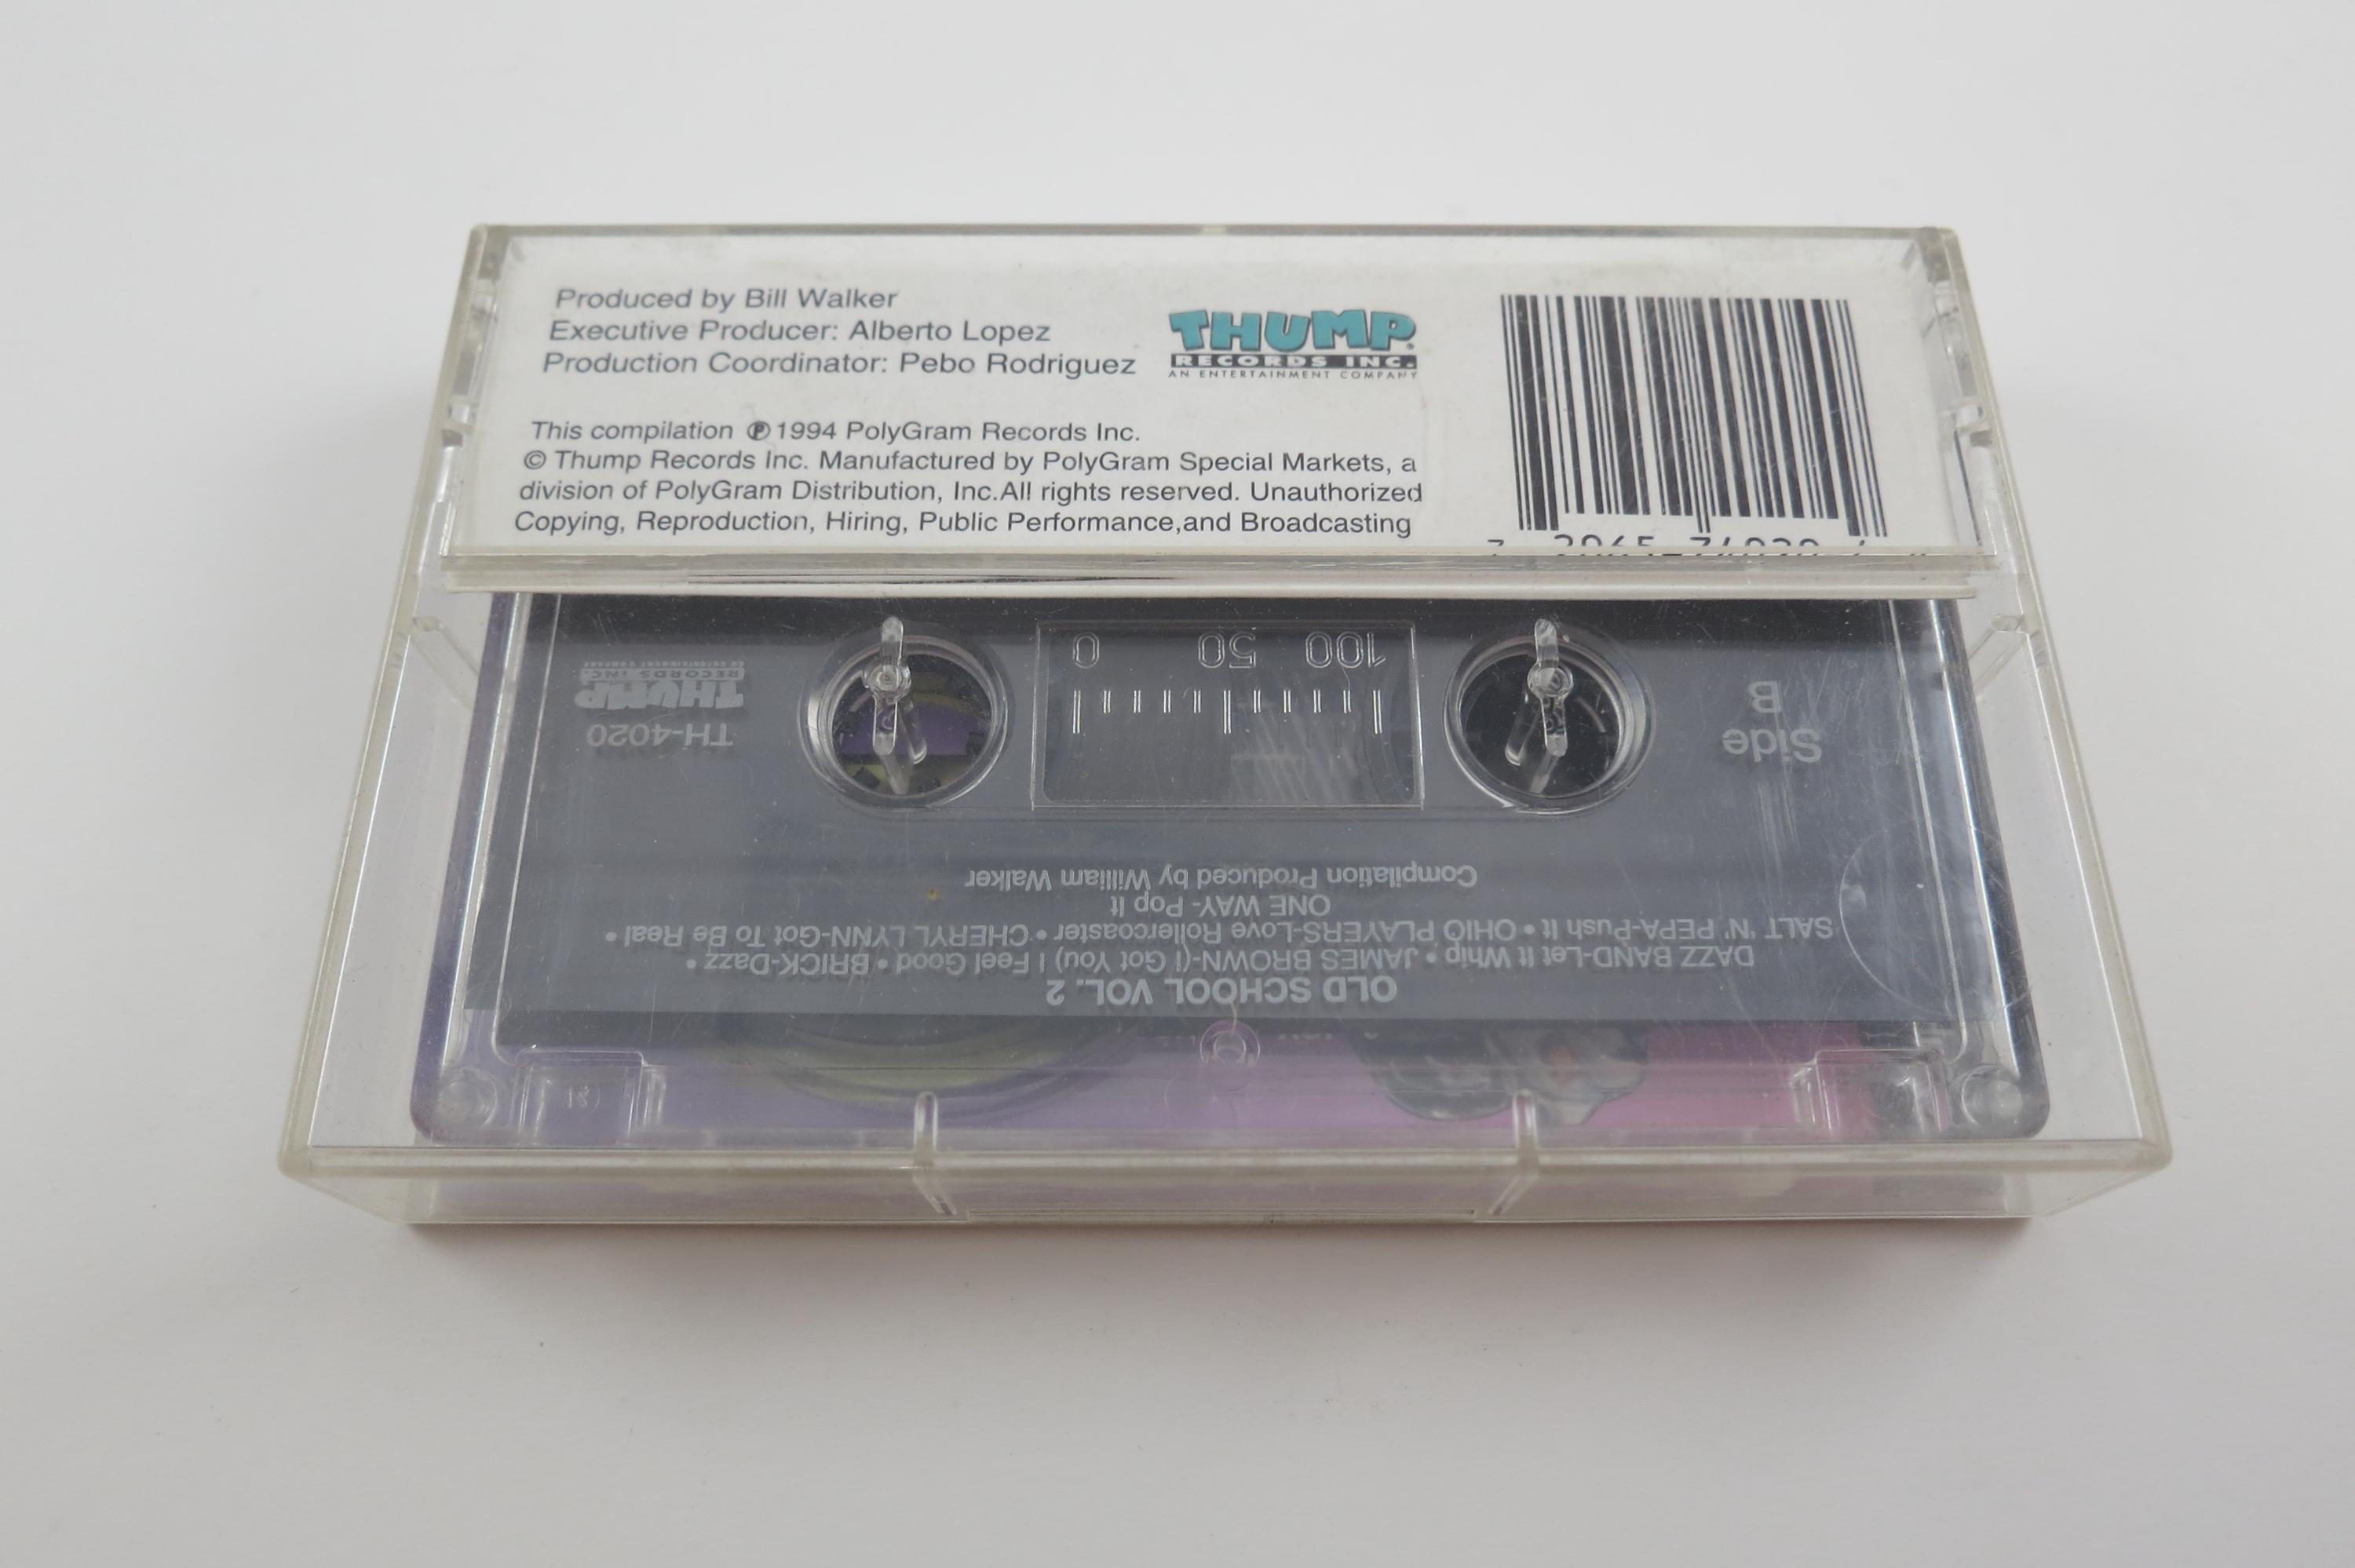 Produced by Bill Walker
Executive Producer: Alberto Lopez
Production Coordinator: Pebo Rodriguez
THUMP
RECORDS INC.
AN ENTERTAINMENT COMPANY
This compilation ℗ 1994 PolyGram Records Inc.
© Thump Records Inc. Manufactured by PolyGram Special Markets, a
division of PolyGram Distribution, Inc.All rights reserved. Unauthorized
Copying, Reproduction, Hiring, Public Performance,and Broadcasting
OLD SCHOOL VOL. 2
DAZZ BAND-Let It Whip • JAMES BROWN-(I Got You) I Feel Good • BRICK-Dazz •
SALT 'N' PEPA-Push It • OHIO PLAYERS-Love Rollercoaster • CHERYL LYNN-Got To Be Real •
ONE WAY- Pop It
Compilation Produced by William Walker
Side
B
TH-4020
THUMP
RECORDS INC.
AN ENTERTAINMENT COMPANY
100 50 0